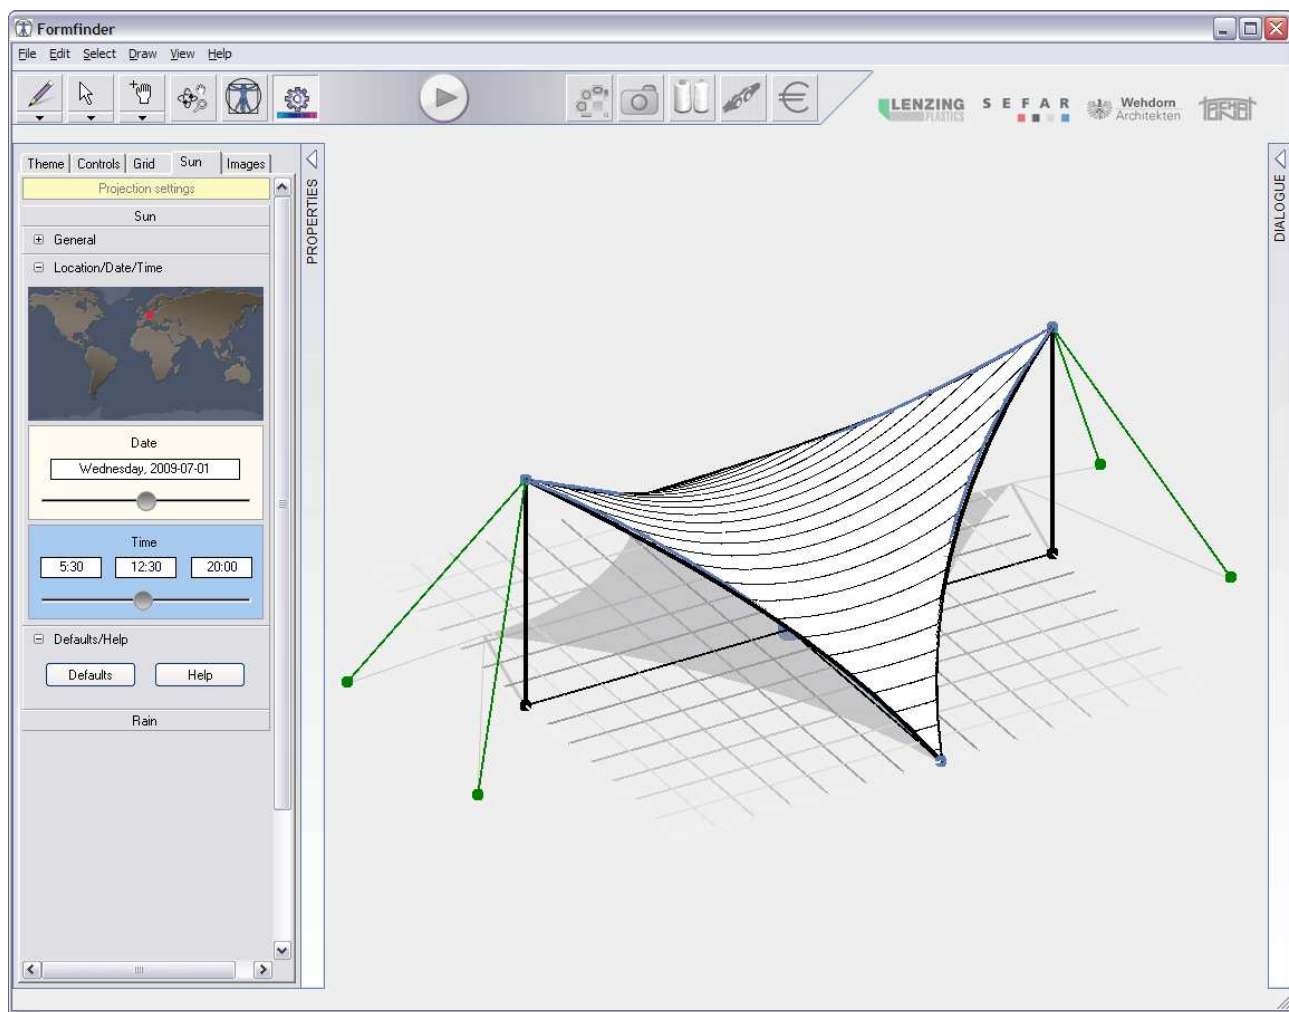 Formfinder
File Edit Select Draw View Help
LENZING
PLASTICS
SEFAR
Wehdorn
Architekten
Theme Controls Grid Sun Images
Projection settings
Sun
General
Location/Date/Time
Date
Wednesday, 2009-07-01
Time
5:30 12:30 20:00
Defaults/Help
Defaults Help
Rain
PROPERTIES
DIALOGUE